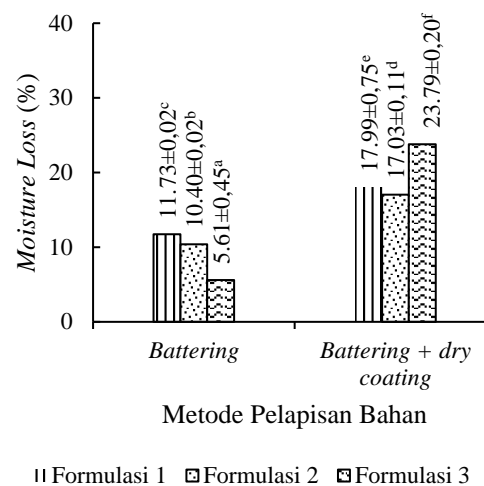 Moisture Loss (%)
40
30
20
10
0
11.73±0,02ᶜ
10.40±0,02ᵇ
5.61±0,45ᵃ
17.99±0,75ᵉ
17.03±0,11ᵈ
23.79±0,20ᶠ
Battering
Battering + dry
coating
Metode Pelapisan Bahan
Formulasi 1 Formulasi 2 Formulasi 3